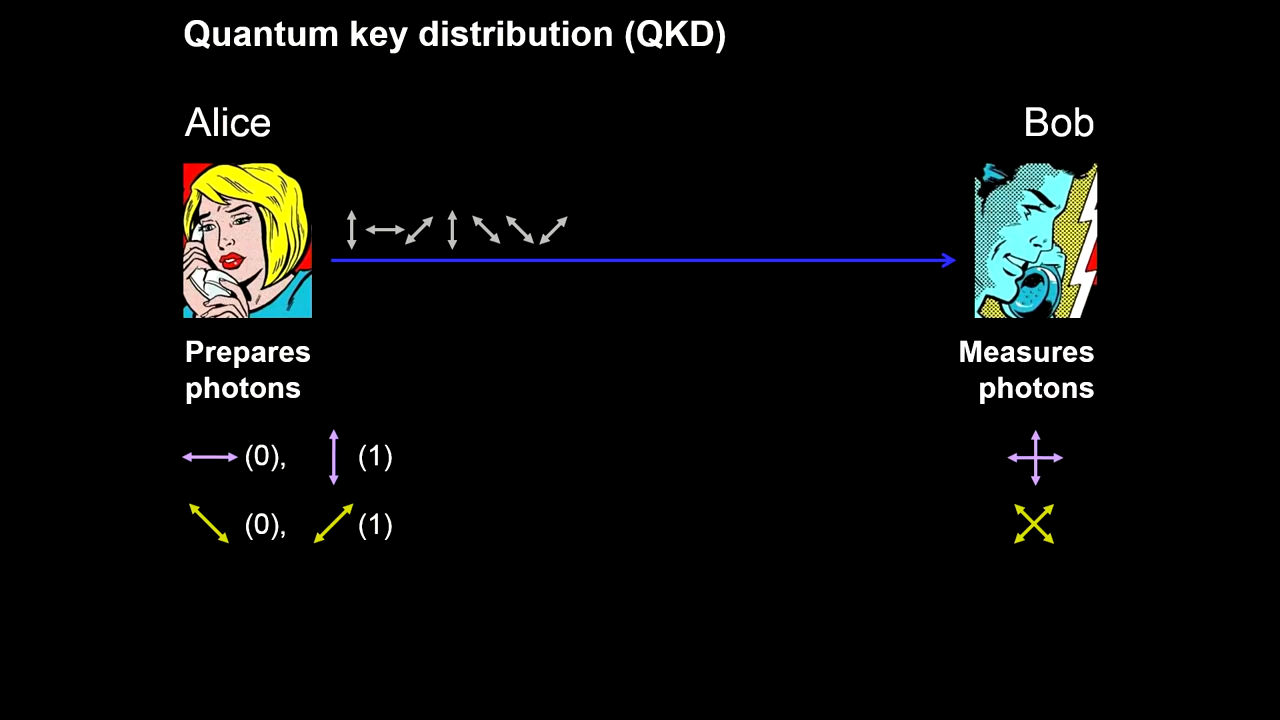 Quantum key distribution (QKD)
Alice
Bob
Prepares
photons
Measures
photons
(0), (1)
(0), (1)